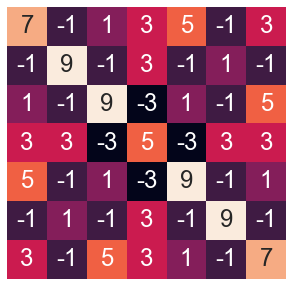 7 -1 1 3 5 -1 3
-1 9 -1 3 -1 1 -1
1 -1 9 -3 1 -1 5
3 3 -3 5 -3 3 3
5 -1 1 -3 9 -1 1
-1 1 -1 3 -1 9 -1
3 -1 5 3 1 -1 7